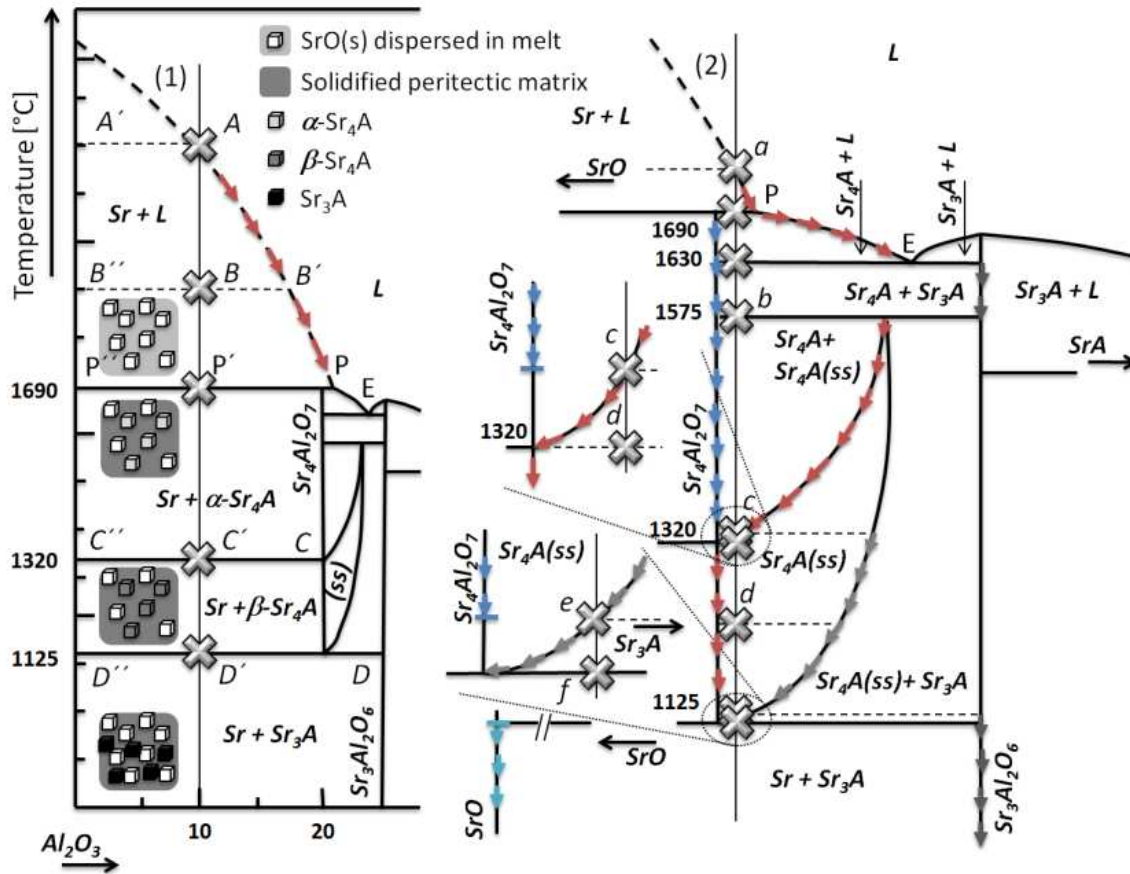 (1)
SrO(s) dispersed in melt
Solidified peritectic matrix
α-Sr₄A
β-Sr₄A
Sr₃A
Temperature [°C]
A´
A
Sr + L
B´´
B
B´
L
P´´
P´
P
E
1690
Sr₄Al₂O₇
Sr + α-Sr₄A
C´´
C´
C
1320
(ss)
Sr +β-Sr₄A
1125
D´´
D´
D
Sr + Sr₃A
Sr₃Al₂O₆
10
20
Al₂O₃
(2)
L
Sr + L
a
SrO
P
Sr₄A + L
Sr₃A + L
1690
E
1630
Sr₄A + Sr₃A
Sr₃A + L
1575
b
Sr₄A+
Sr₄A(ss)
SrA
Sr₄Al₂O₇
c
d
1320
Sr₄Al₂O₇
c
1320
Sr₄A(ss)
Sr₄A(ss)
Sr₄Al₂O₇
e
Sr₃A
f
d
Sr₄A(ss)+ Sr₃A
1125
SrO
SrO
Sr + Sr₃A
Sr₃Al₂O₆